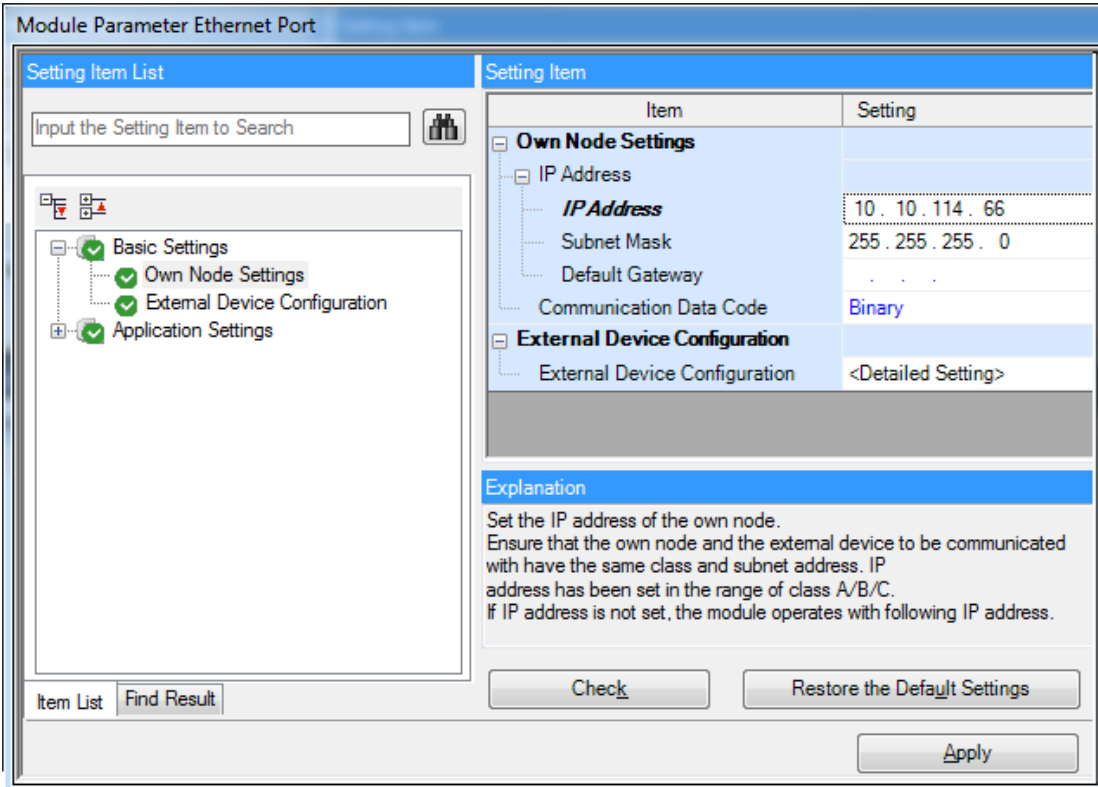 Module Parameter Ethernet Port
Setting Item List
Input the Setting Item to Search
Basic Settings
Own Node Settings
External Device Configuration
Application Settings
Item List
Find Result
Setting Item
Item Setting
Own Node Settings
IP Address
IP Address 10 . 10 . 114 . 66
Subnet Mask 255 . 255 . 255 . 0
Default Gateway . . .
Communication Data Code Binary
External Device Configuration
External Device Configuration <Detailed Setting>
Explanation
Set the IP address of the own node.
Ensure that the own node and the external device to be communicated
with have the same class and subnet address. IP
address has been set in the range of class A/B/C.
If IP address is not set, the module operates with following IP address.
Check
Restore the Default Settings
Apply